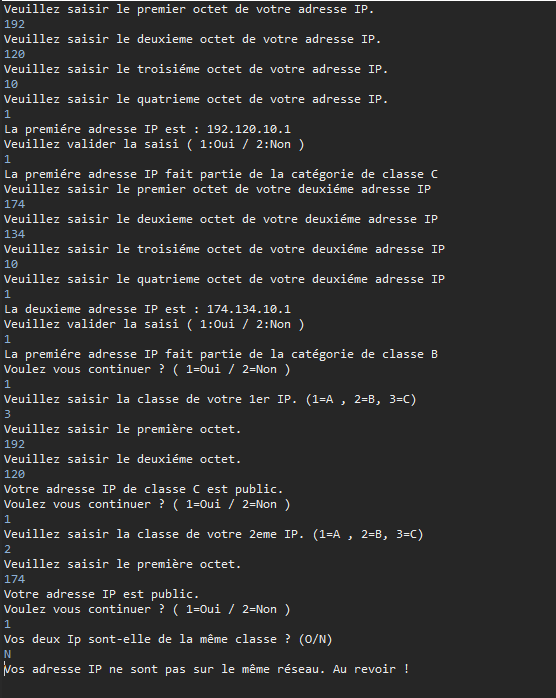 Veuillez saisir le premier octet de votre adresse IP.
192
Veuillez saisir le deuxieme octet de votre adresse IP.
120
Veuillez saisir le troisiéme octet de votre adresse IP.
10
Veuillez saisir le quatrieme octet de votre adresse IP.
1
La premiére adresse IP est : 192.120.10.1
Veuillez valider la saisi ( 1:Oui / 2:Non )
1
La premiére adresse IP fait partie de la catégorie de classe C
Veuillez saisir le premier octet de votre deuxiéme adresse IP
174
Veuillez saisir le deuxieme octet de votre deuxiéme adresse IP
134
Veuillez saisir le troisiéme octet de votre deuxiéme adresse IP
10
Veuillez saisir le quatrieme octet de votre deuxiéme adresse IP
1
La deuxieme adresse IP est : 174.134.10.1
Veuillez valider la saisi ( 1:Oui / 2:Non )
1
La premiére adresse IP fait partie de la catégorie de classe B
Voulez vous continuer ? ( 1=Oui / 2=Non )
1
Veuillez saisir la classe de votre 1er IP. (1=A , 2=B, 3=C)
3
Veuillez saisir le première octet.
192
Veuillez saisir le deuxiéme octet.
120
Votre adresse IP de classe C est public.
Voulez vous continuer ? ( 1=Oui / 2=Non )
1
Veuillez saisir la classe de votre 2eme IP. (1=A , 2=B, 3=C)
2
Veuillez saisir le première octet.
174
Votre adresse IP est public.
Voulez vous continuer ? ( 1=Oui / 2=Non )
1
Vos deux Ip sont-elle de la même classe ? (O/N)
N
Vos adresse IP ne sont pas sur le même réseau. Au revoir !